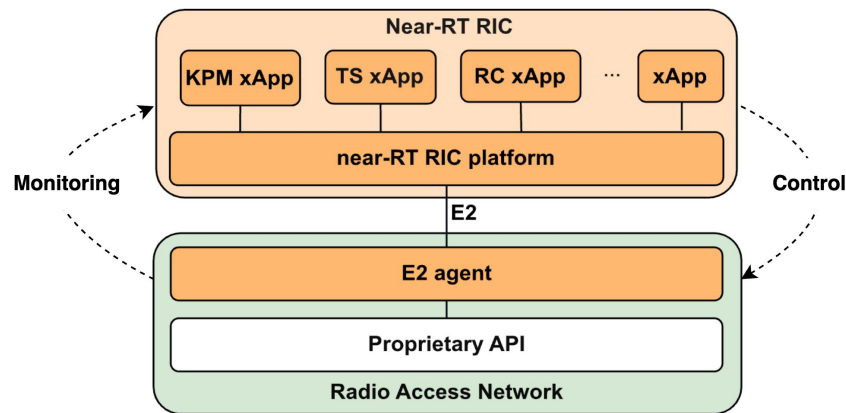 Near-RT RIC
KPM xApp
TS xApp
RC xApp
...
xApp
near-RT RIC platform
Monitoring
Control
E2
E2 agent
Proprietary API
Radio Access Network